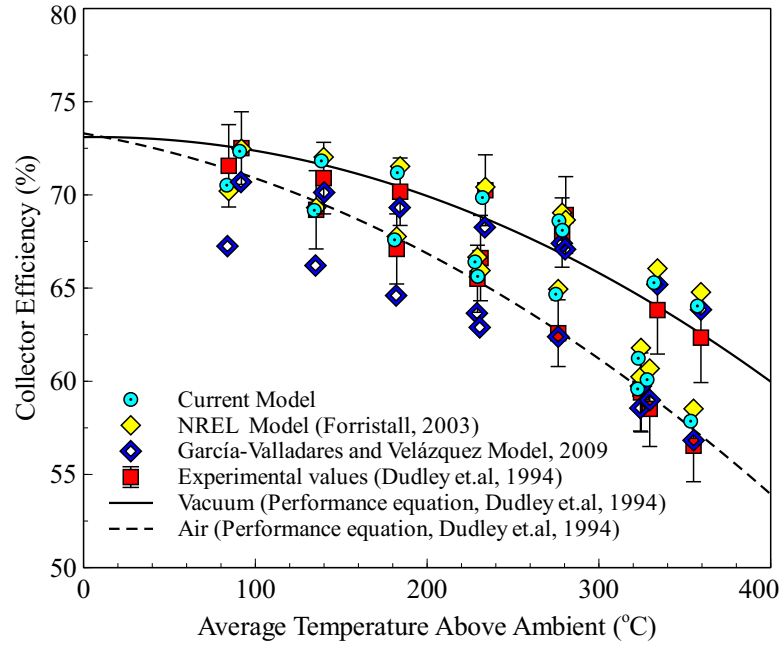 80
75
70
65
60
55
50
Collector Efficiency (%)
Current Model
NREL Model (Forristall, 2003)
García-Valladares and Velázquez Model, 2009
Experimental values (Dudley et.al, 1994)
Vacuum (Performance equation, Dudley et.al, 1994)
Air (Performance equation, Dudley et.al, 1994)
0 100 200 300 400
Average Temperature Above Ambient (°C)